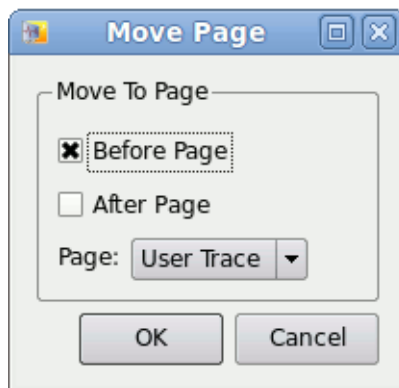 Move Page
Move To Page
Before Page
After Page
Page: User Trace
OK Cancel